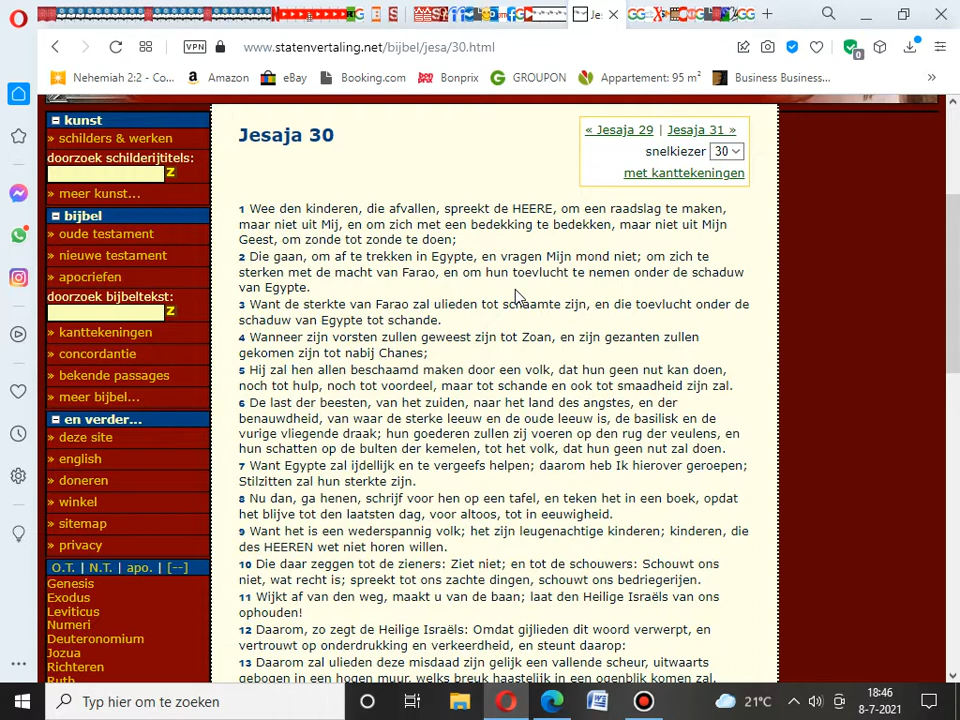 www.statenvertaling.net/bijbel/jesa/30.html
VPN
Nehemiah 2:2 - Co...
Amazon
eBay
Booking.com
Bonprix
GROUPON
Appartement: 95 m²
Business Business...
»
kunst
» schilders & werken
doorzoek schilderijtitels:
Z
» meer kunst...
bijbel
» oude testament
» nieuwe testament
» apocriefen
doorzoek bijbeltekst:
Z
» kanttekeningen
» concordantie
» bekende passages
» meer bijbel...
en verder...
» deze site
» english
» doneren
» winkel
» sitemap
» privacy
O.T. | N.T. | apo. | [--]
Genesis
Exodus
Leviticus
Numeri
Deuteronomium
Jozua
Richteren
Ruth
Jesaja 30
« Jesaja 29 | Jesaja 31 »
snelkiezer 30
met kanttekeningen
1 Wee den kinderen, die afvallen, spreekt de HEERE, om een raadslag te maken,
maar niet uit Mij, en om zich met een bedekking te bedekken, maar niet uit Mijn
Geest, om zonde tot zonde te doen;
2 Die gaan, om af te trekken in Egypte, en vragen Mijn mond niet; om zich te
sterken met de macht van Farao, en om hun toevlucht te nemen onder de schaduw
van Egypte.
3 Want de sterkte van Farao zal ulieden tot schaamte zijn, en die toevlucht onder de
schaduw van Egypte tot schande.
4 Wanneer zijn vorsten zullen geweest zijn tot Zoan, en zijn gezanten zullen
gekomen zijn tot nabij Chanes;
5 Hij zal hen allen beschaamd maken door een volk, dat hun geen nut kan doen,
noch tot hulp, noch tot voordeel, maar tot schande en ook tot smaadheid zijn zal.
6 De last der beesten, van het zuiden, naar het land des angstes, en der
benauwdheid, van waar de sterke leeuw en de oude leeuw is, de basilisk en de
vurige vliegende draak; hun goederen zullen zij voeren op den rug der veulens, en
hun schatten op de bulten der kemelen, tot het volk, dat hun geen nut zal doen.
7 Want Egypte zal ijdellijk en te vergeefs helpen; daarom heb Ik hierover geroepen;
Stilzitten zal hun sterkte zijn.
8 Nu dan, ga henen, schrijf voor hen op een tafel, en teken het in een boek, opdat
het blijve tot den laatsten dag, voor altoos, tot in eeuwigheid.
9 Want het is een wederspannig volk; het zijn leugenachtige kinderen; kinderen, die
des HEEREN wet niet horen willen.
10 Die daar zeggen tot de zieners: Ziet niet; en tot de schouwers: Schouwt ons
niet, wat recht is; spreekt tot ons zachte dingen, schouwt ons bedriegerijen.
11 Wijkt af van den weg, maakt u van de baan; laat den Heilige Israëls van ons
ophouden!
12 Daarom, zo zegt de Heilige Israëls: Omdat gijlieden dit woord verwerpt, en
vertrouwt op onderdrukking en verkeerdheid, en steunt daarop:
13 Daarom zal ulieden deze misdaad zijn gelijk een vallende scheur, uitwaarts
gebogen in een hogen muur, welks breuk haastelijk in een ogenblik komen zal.
Typ hier om te zoeken
21°C
18:46
8-7-2021